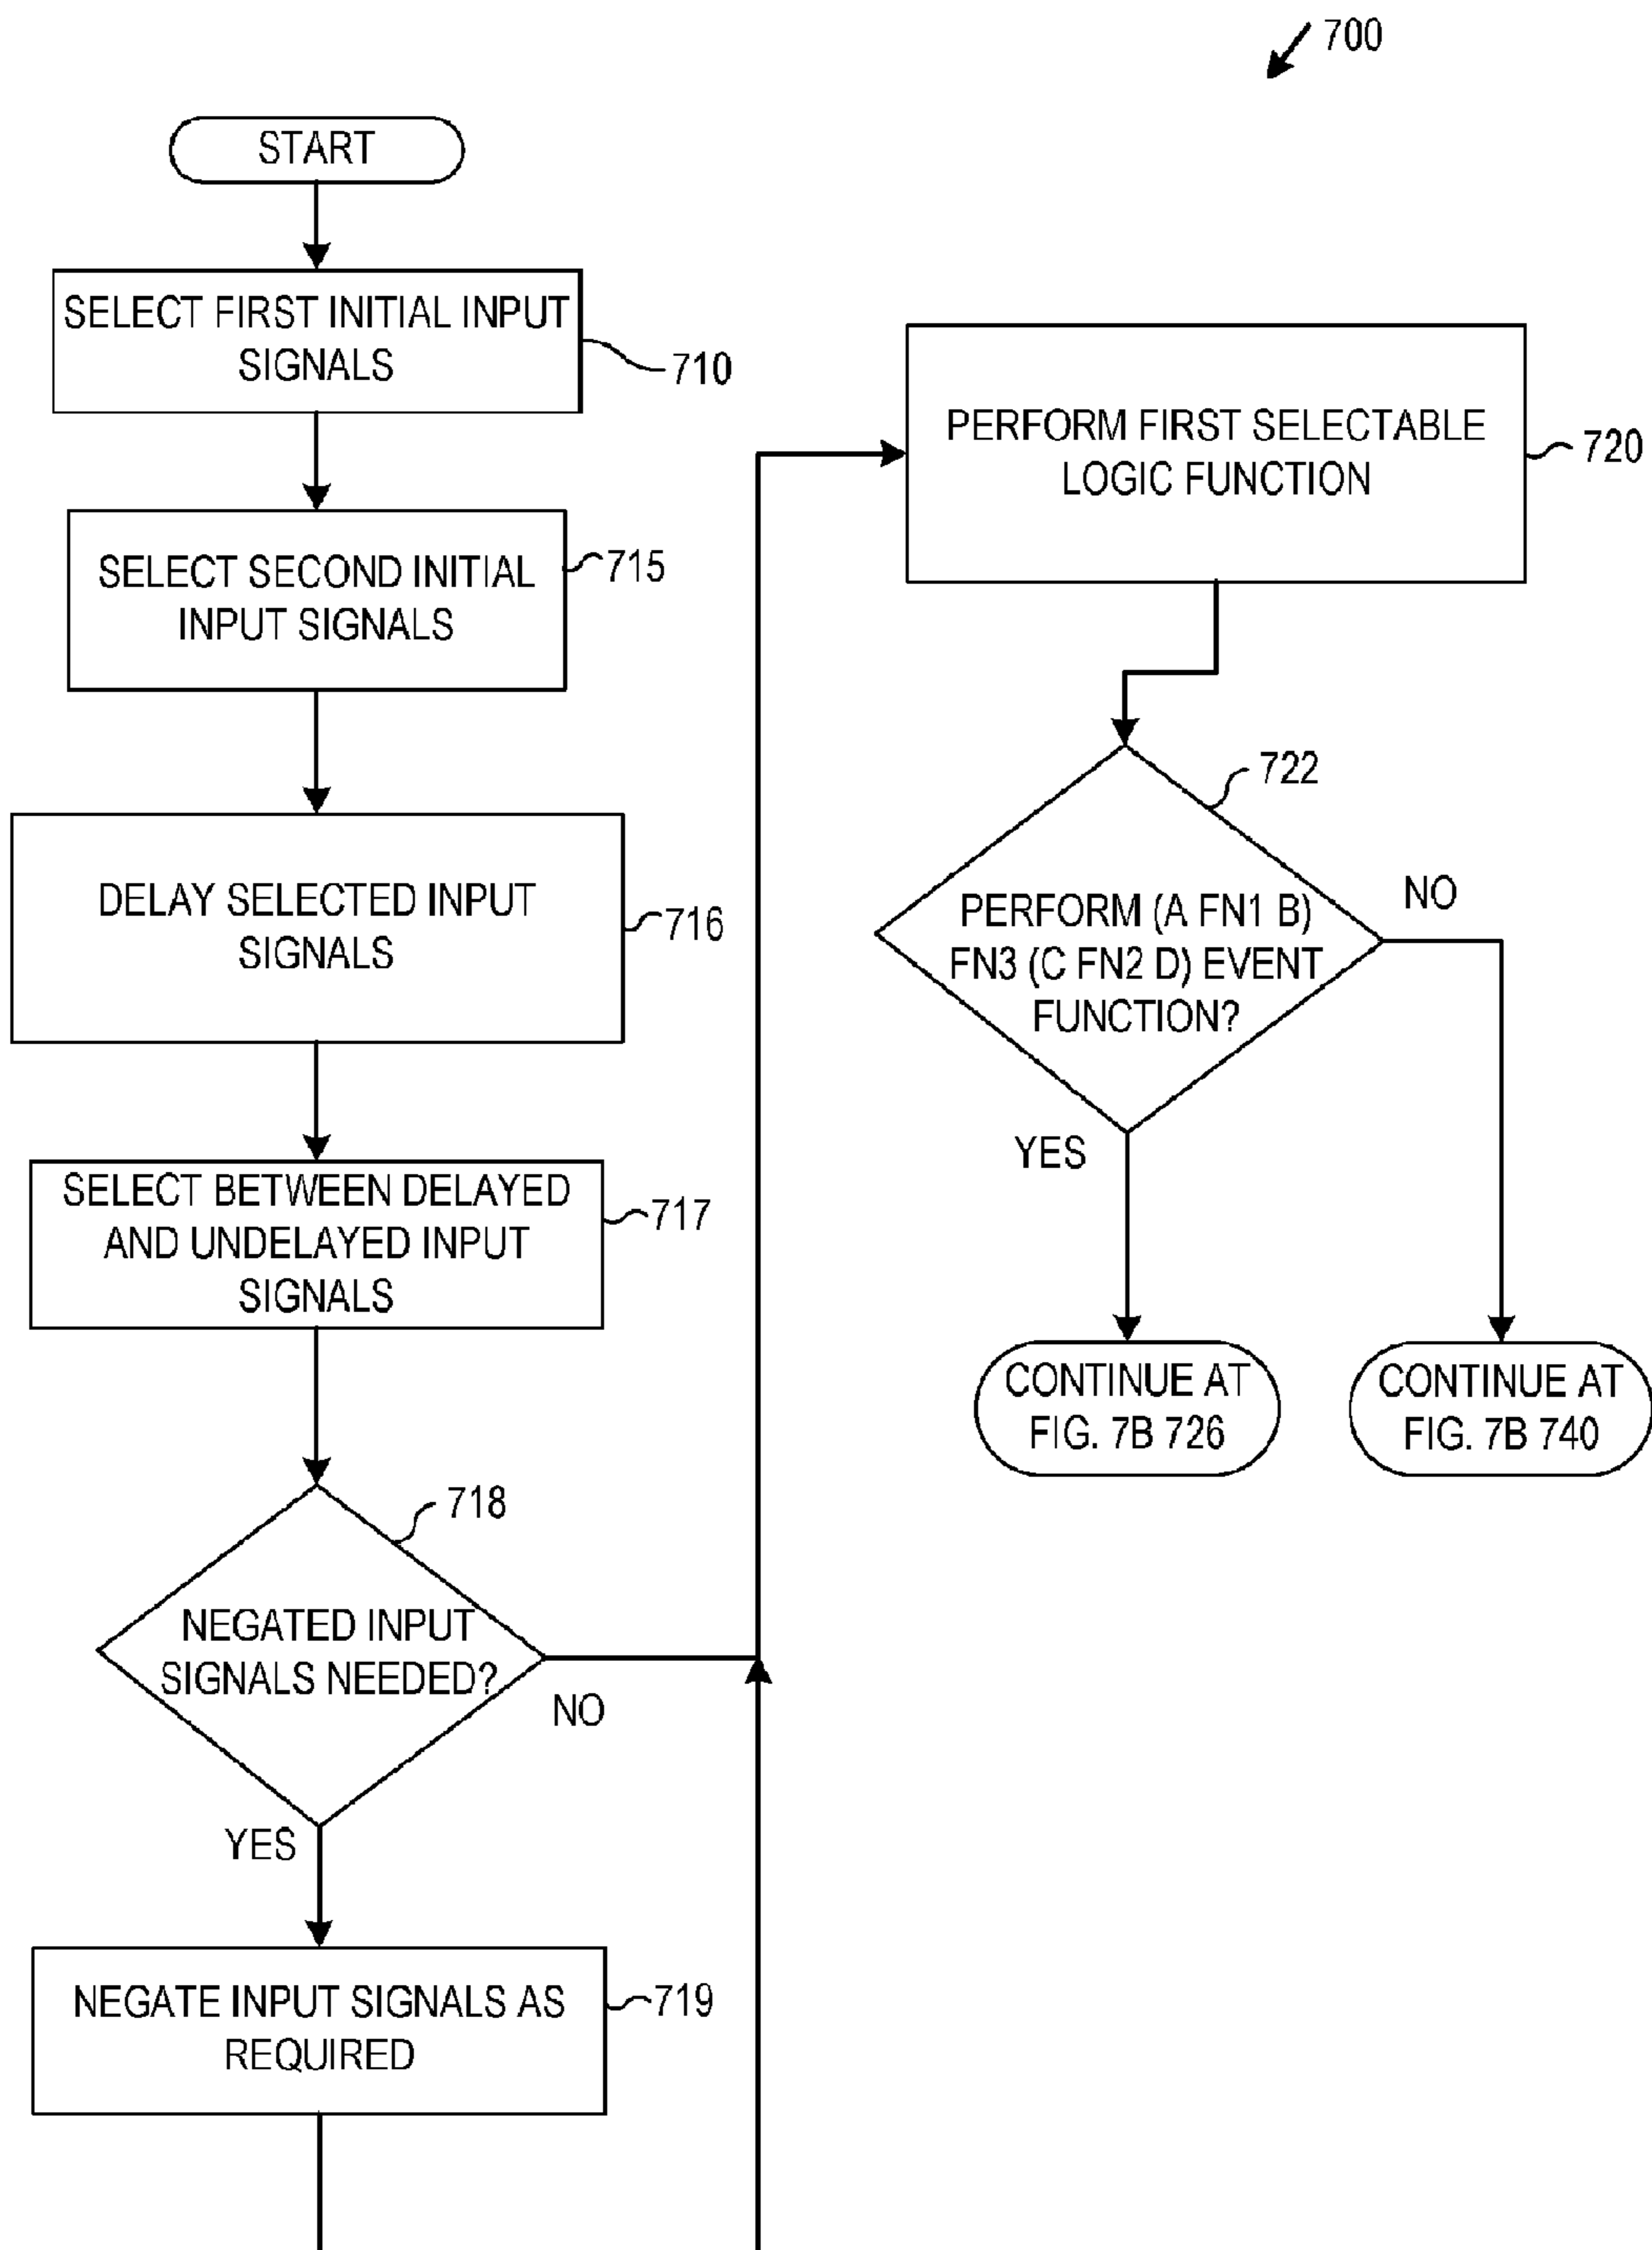 700
START
SELECT FIRST INITIAL INPUT
SIGNALS
710
SELECT SECOND INITIAL
INPUT SIGNALS
715
DELAY SELECTED INPUT
SIGNALS
716
SELECT BETWEEN DELAYED
AND UNDELAYED INPUT
SIGNALS
717
NEGATED INPUT
SIGNALS NEEDED?
718
NO
YES
NEGATE INPUT SIGNALS AS
REQUIRED
719
PERFORM FIRST SELECTABLE
LOGIC FUNCTION
720
PERFORM (A FN1 B)
FN3 (C FN2 D) EVENT
FUNCTION?
722
NO
YES
CONTINUE AT
FIG. 7B 726
CONTINUE AT
FIG. 7B 740